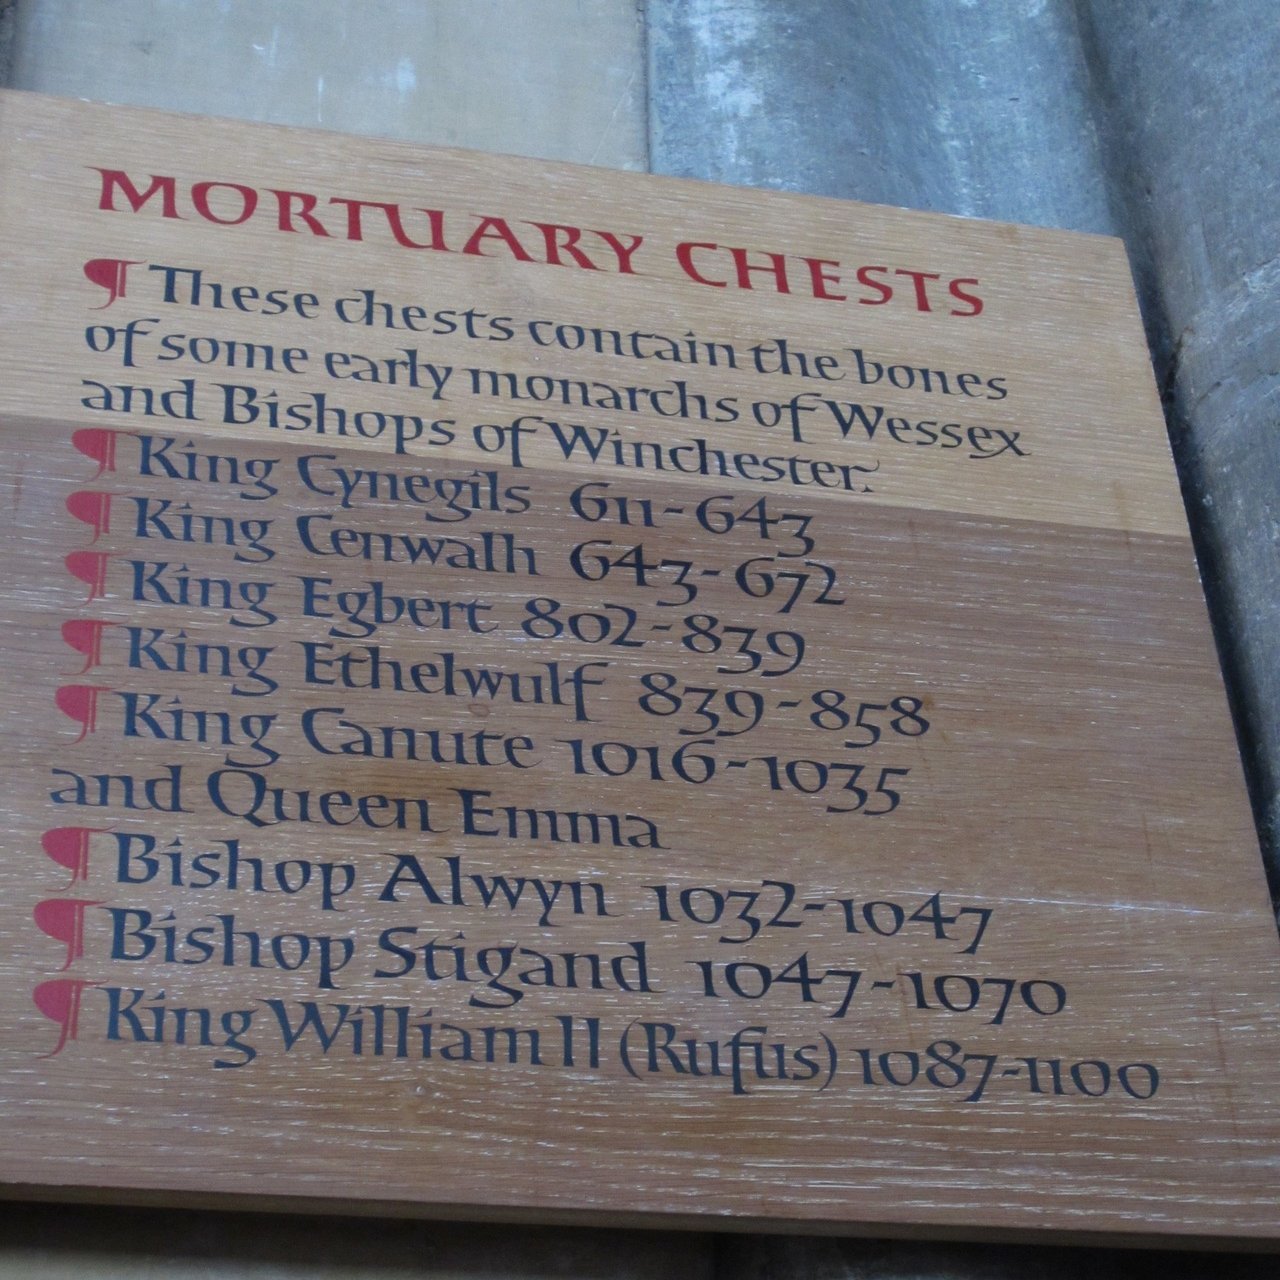 MORTUARY CHESTS
¶ These chests contain the bones
of some early monarchs of Wessex
and Bishops of Winchester.
¶ King Cynegils 611-643
¶ King Cenwalh 643-672
¶ King Egbert 802-839
¶ King Ethelwulf 839-858
¶ King Canute 1016-1035
and Queen Emma
¶ Bishop Alwyn 1032-1047
¶ Bishop Stigand 1047-1070
¶ King William II (Rufus) 1087-1100